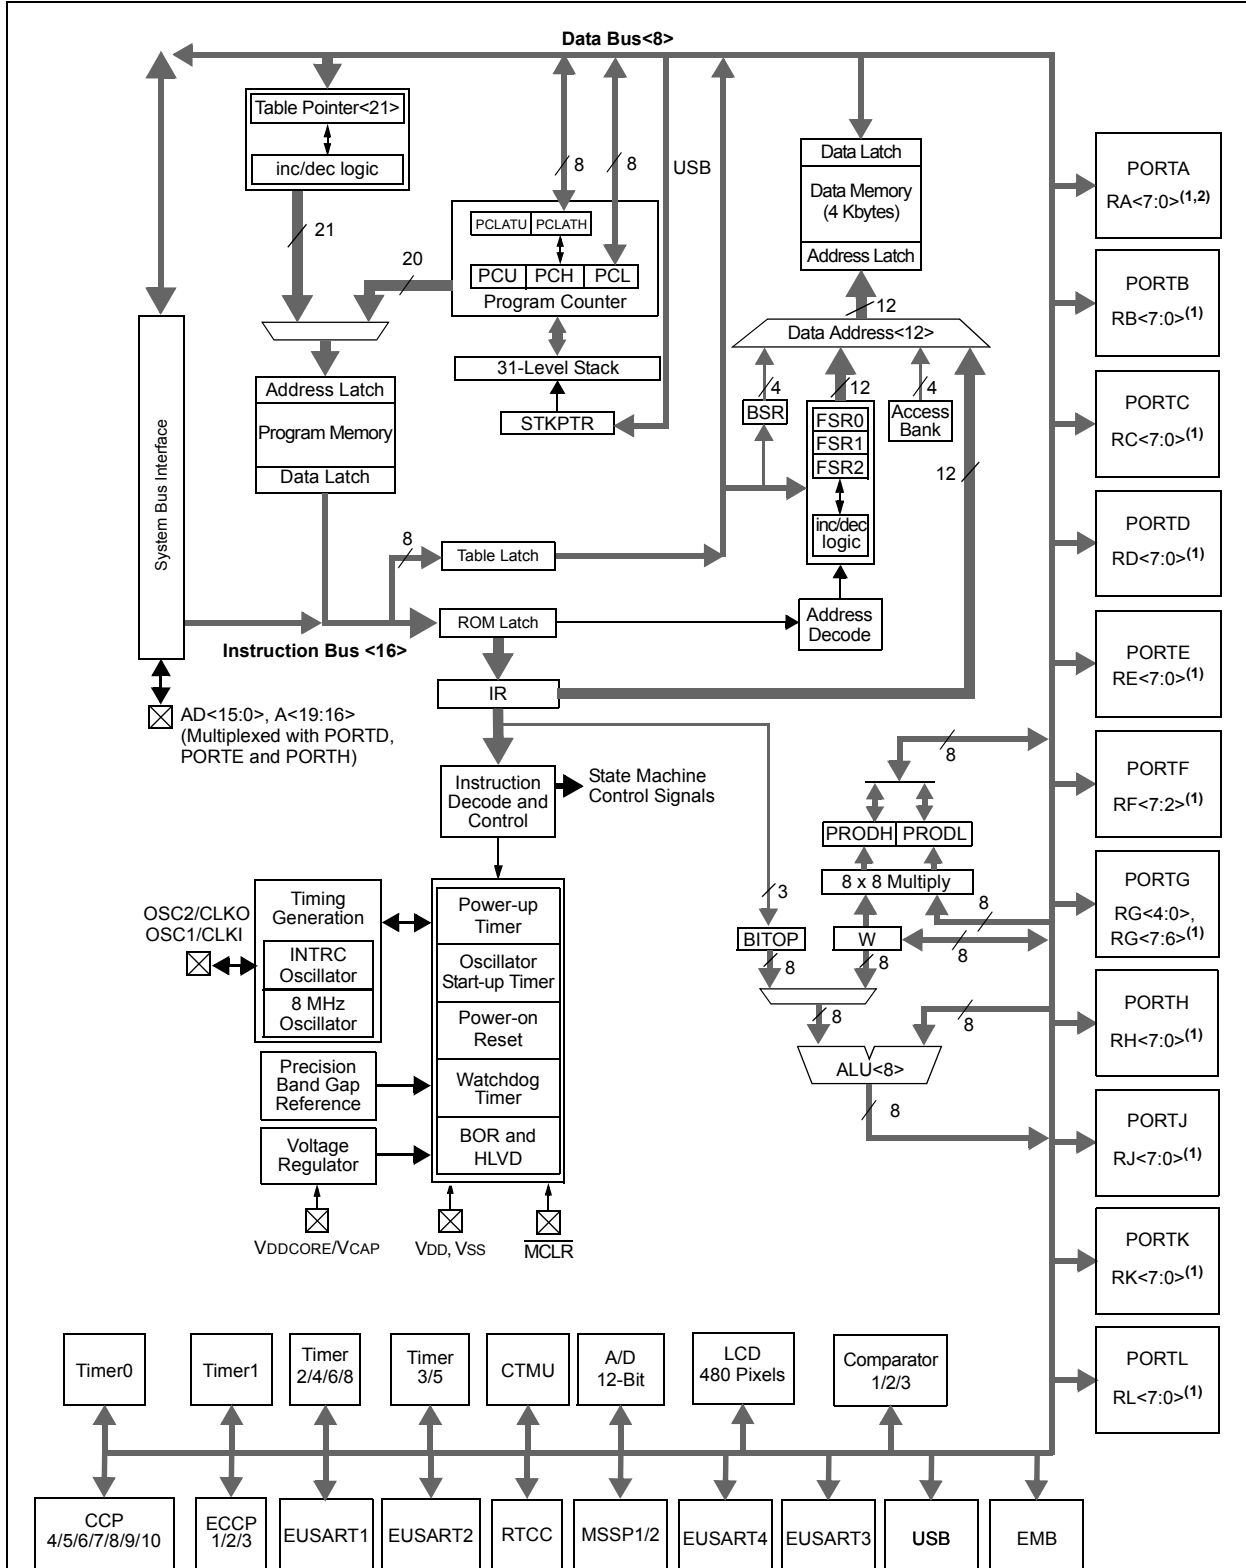 Data Bus<8>
Table Pointer<21>
inc/dec logic
21
20
8
8
USB
PCLATU
PCLATH
PCU
PCH
PCL
Program Counter
31-Level Stack
STKPTR
Data Latch
Data Memory
(4 Kbytes)
Address Latch
12
Data Address<12>
4
12
4
BSR
FSR0
FSR1
FSR2
inc/dec
logic
Access
Bank
12
Address
Decode
System Bus Interface
Address Latch
Program Memory
Data Latch
8
Table Latch
ROM Latch
Instruction Bus <16>
IR
AD<15:0>, A<19:16>
(Multiplexed with PORTD,
PORTE and PORTH)
Instruction
Decode and
Control
State Machine
Control Signals
8
PRODH
PRODL
8 x 8 Multiply
3
8
BITOP
W
8
8
8
8
8
ALU<8>
8
OSC2/CLKO
OSC1/CLKI
Timing
Generation
INTRC
Oscillator
8 MHz
Oscillator
Precision
Band Gap
Reference
Voltage
Regulator
Power-up
Timer
Oscillator
Start-up Timer
Power-on
Reset
Watchdog
Timer
BOR and
HLVD
VDDCORE/VCAP
VDD, VSS
MCLR
PORTA
RA<7:0>(1,2)
PORTB
RB<7:0>(1)
PORTC
RC<7:0>(1)
PORTD
RD<7:0>(1)
PORTE
RE<7:0>(1)
PORTF
RF<7:2>(1)
PORTG
RG<4:0>,
RG<7:6>(1)
PORTH
RH<7:0>(1)
PORTJ
RJ<7:0>(1)
PORTK
RK<7:0>(1)
PORTL
RL<7:0>(1)
Timer0
Timer1
Timer
2/4/6/8
Timer
3/5
CTMU
A/D
12-Bit
LCD
480 Pixels
Comparator
1/2/3
CCP
4/5/6/7/8/9/10
ECCP
1/2/3
EUSART1
EUSART2
RTCC
MSSP1/2
EUSART4
EUSART3
USB
EMB